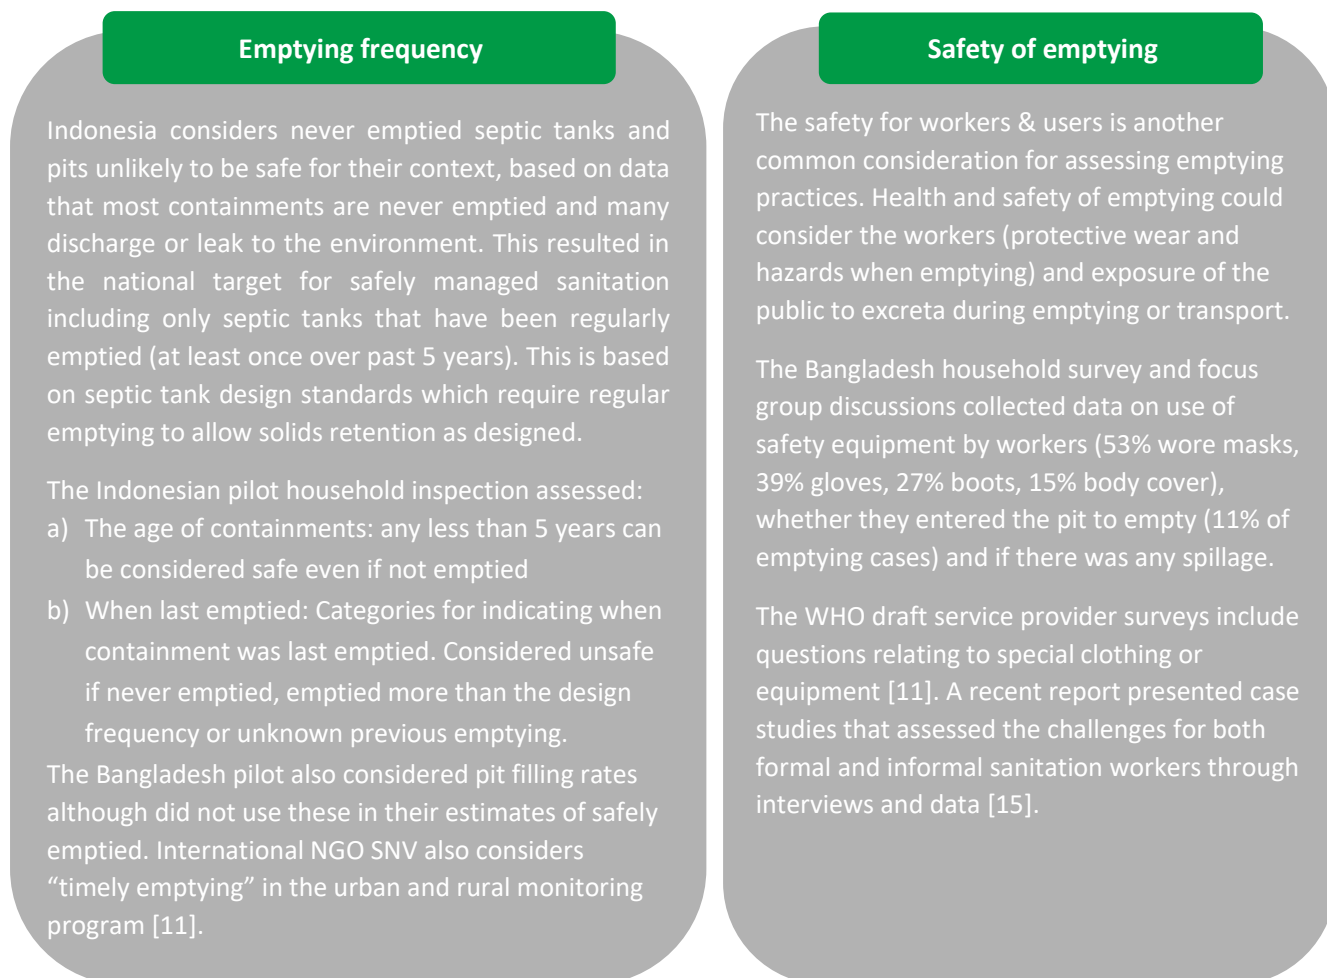 Emptying frequency
Indonesia considers never emptied septic tanks and
pits unlikely to be safe for their context, based on data
that most containments are never emptied and many
discharge or leak to the environment. This resulted in
the national target for safely managed sanitation
including only septic tanks that have been regularly
emptied (at least once over past 5 years). This is based
on septic tank design standards which require regular
emptying to allow solids retention as designed.
The Indonesian pilot household inspection assessed:
a) The age of containments: any less than 5 years can
be considered safe even if not emptied
b) When last emptied: Categories for indicating when
containment was last emptied. Considered unsafe
if never emptied, emptied more than the design
frequency or unknown previous emptying.
The Bangladesh pilot also considered pit filling rates
although did not use these in their estimates of safely
emptied. International NGO SNV also considers
“timely emptying” in the urban and rural monitoring
program [11].
Safety of emptying
The safety for workers & users is another
common consideration for assessing emptying
practices. Health and safety of emptying could
consider the workers (protective wear and
hazards when emptying) and exposure of the
public to excreta during emptying or transport.
The Bangladesh household survey and focus
group discussions collected data on use of
safety equipment by workers (53% wore masks,
39% gloves, 27% boots, 15% body cover),
whether they entered the pit to empty (11% of
emptying cases) and if there was any spillage.
The WHO draft service provider surveys include
questions relating to special clothing or
equipment [11]. A recent report presented case
studies that assessed the challenges for both
formal and informal sanitation workers through
interviews and data [15].